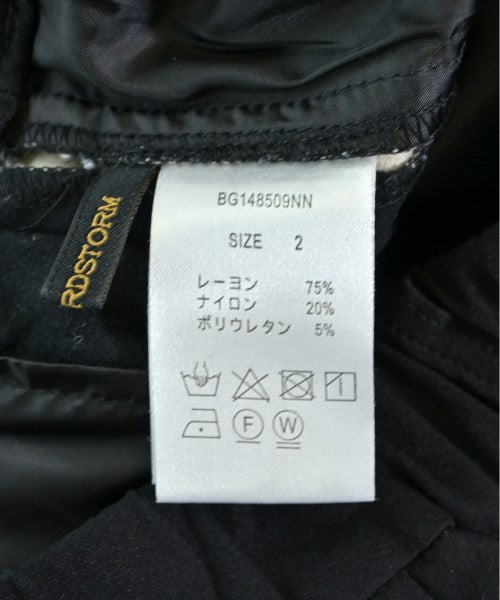 RDSTORM
BG148509NN
SIZE 2
レーヨン 75%
ナイロン 20%
ポリウレタン 5%
F W